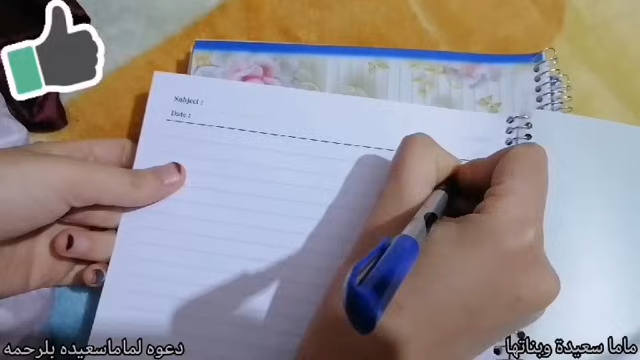 Subject :
Date :
دعوه لماماسعيده بلرحمه
ماما سعيدة وبناتها